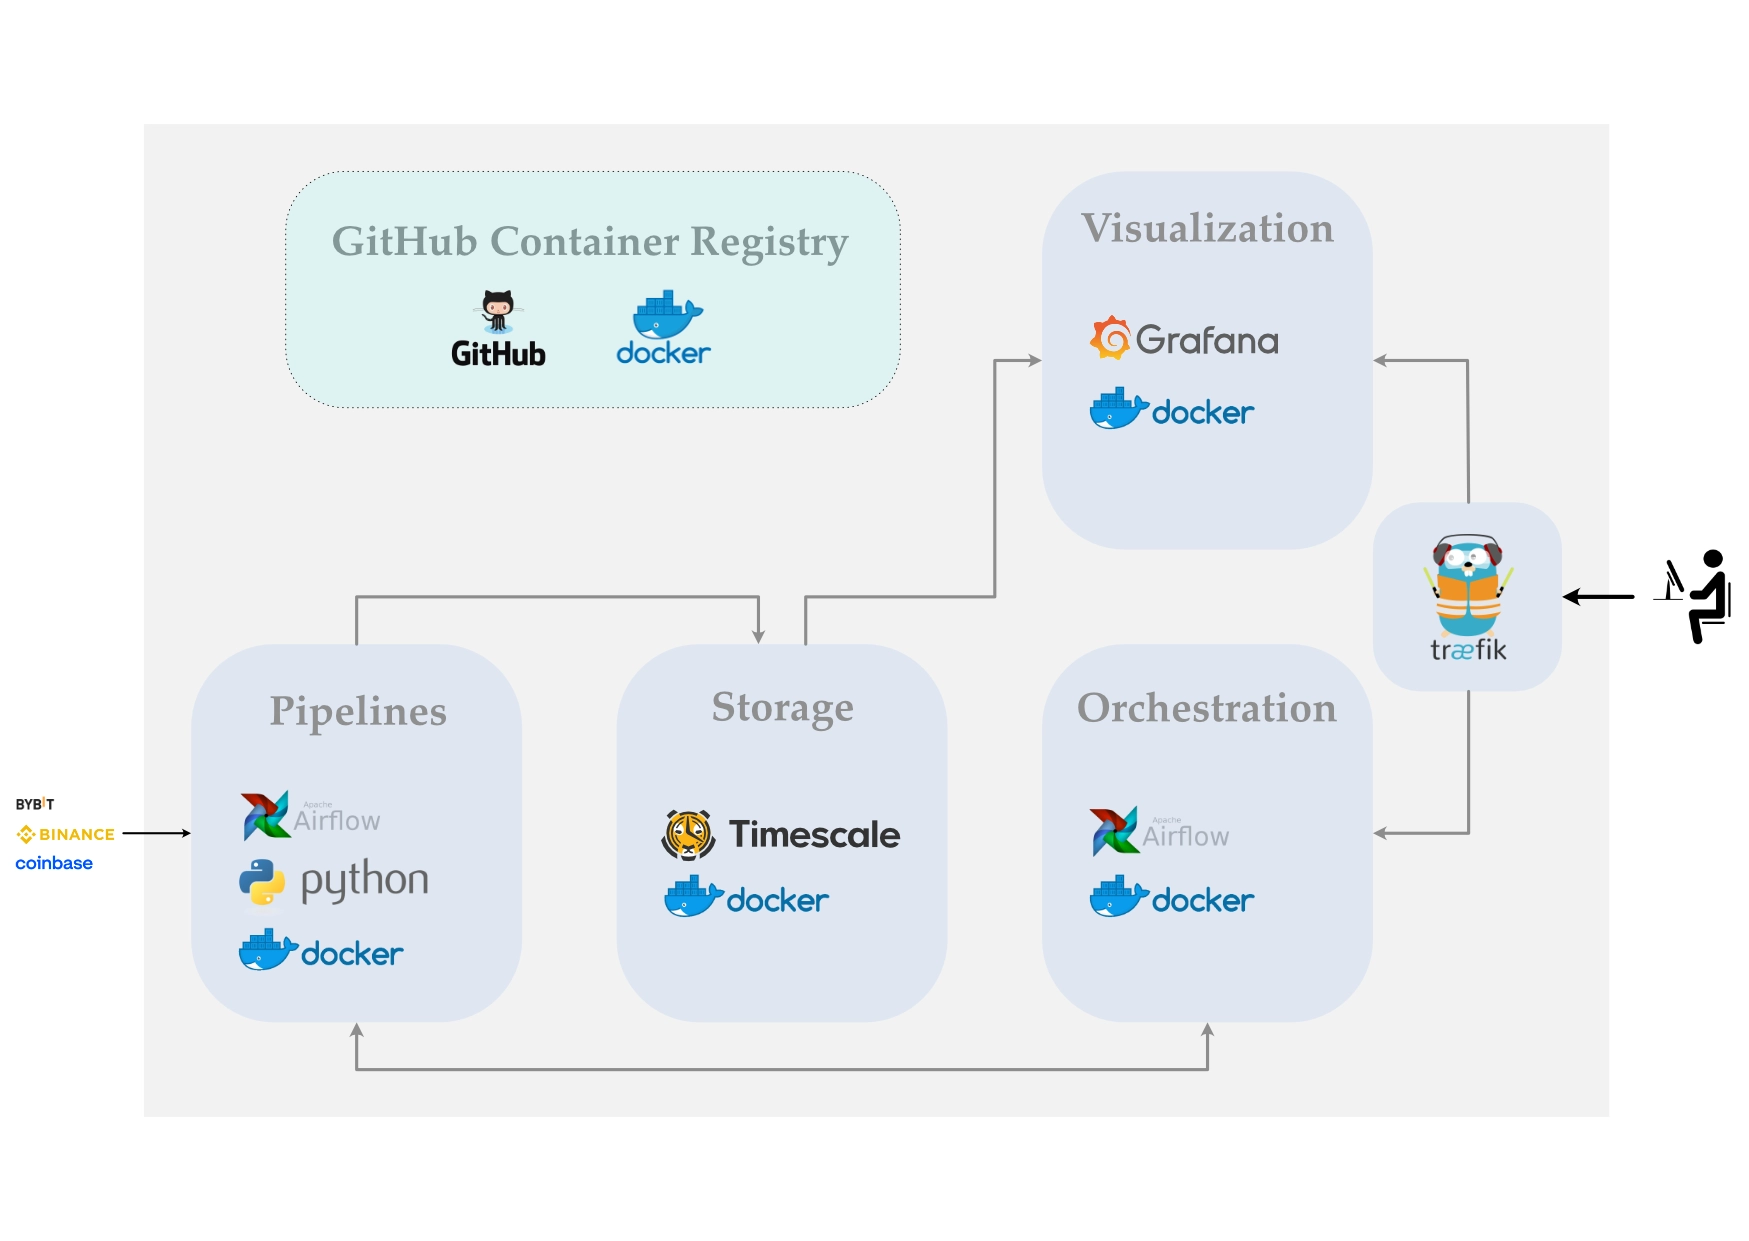 GitHub Container Registry
GitHub
docker
Visualization
Grafana
docker
træfik
Pipelines
Apache
Airflow
python
docker
Storage
Timescale
docker
Orchestration
Apache
Airflow
docker
BYBIT
BINANCE
coinbase